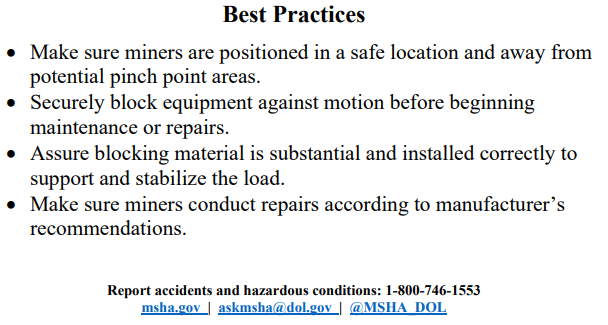 Best Practices
• Make sure miners are positioned in a safe location and away from
potential pinch point areas.
• Securely block equipment against motion before beginning
maintenance or repairs.
• Assure blocking material is substantial and installed correctly to
support and stabilize the load.
• Make sure miners conduct repairs according to manufacturer’s
recommendations.
Report accidents and hazardous conditions: 1-800-746-1553
msha.gov | askmsha@dol.gov | @MSHA_DOL